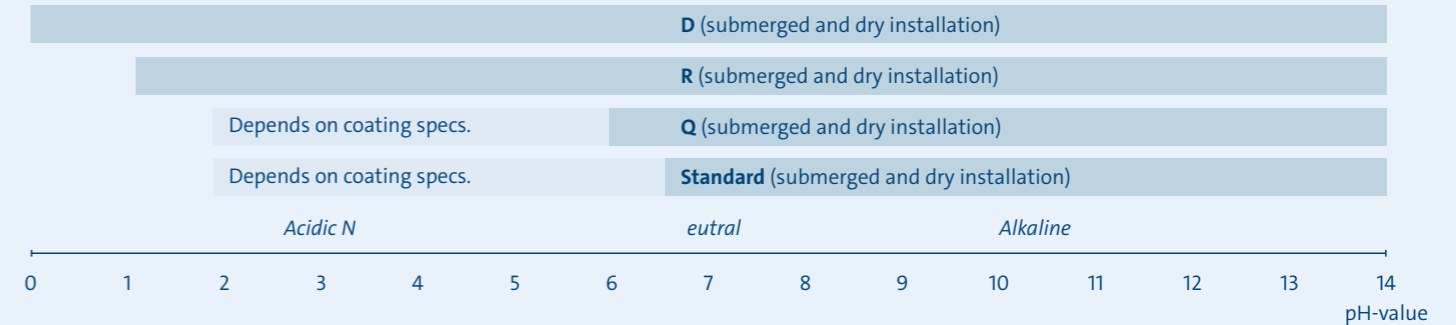 D (submerged and dry installation)
R (submerged and dry installation)
Depends on coating specs. Q (submerged and dry installation)
Depends on coating specs. Standard (submerged and dry installation)
Acidic N eutral Alkaline
0 1 2 3 4 5 6 7 8 9 10 11 12 13 14
pH-value